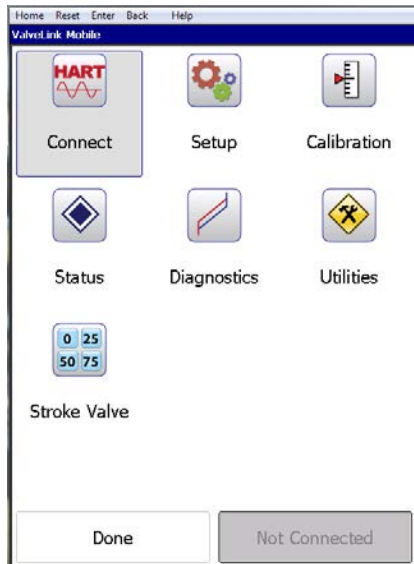 Home Reset Enter Back Help
ValveLink Mobile
HART
Connect Setup Calibration
Status Diagnostics Utilities
0 25
50 75
Stroke Valve
Done Not Connected